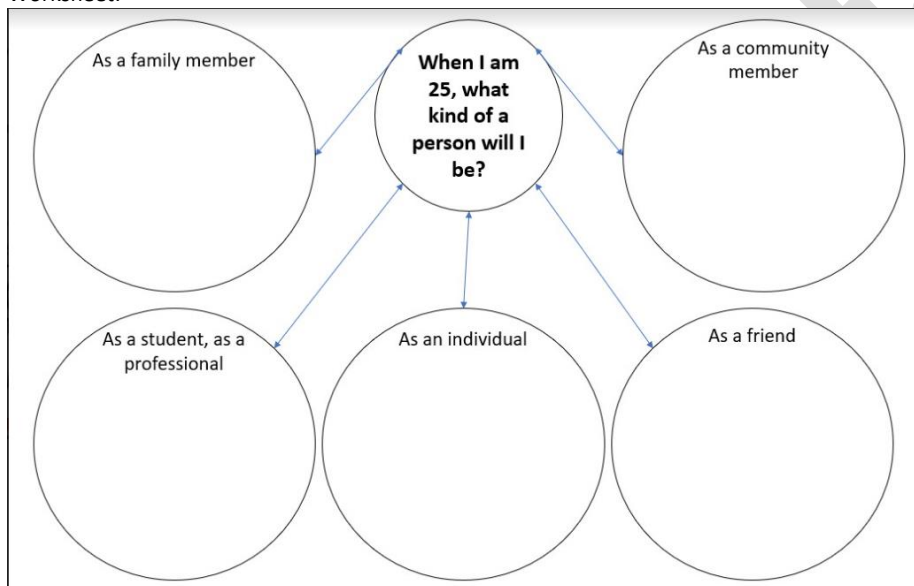 Worksheet:
As a family member
When I am
25, what
kind of a
person will I
be?
As a community
member
As a student, as a
professional
As an individual
As a friend